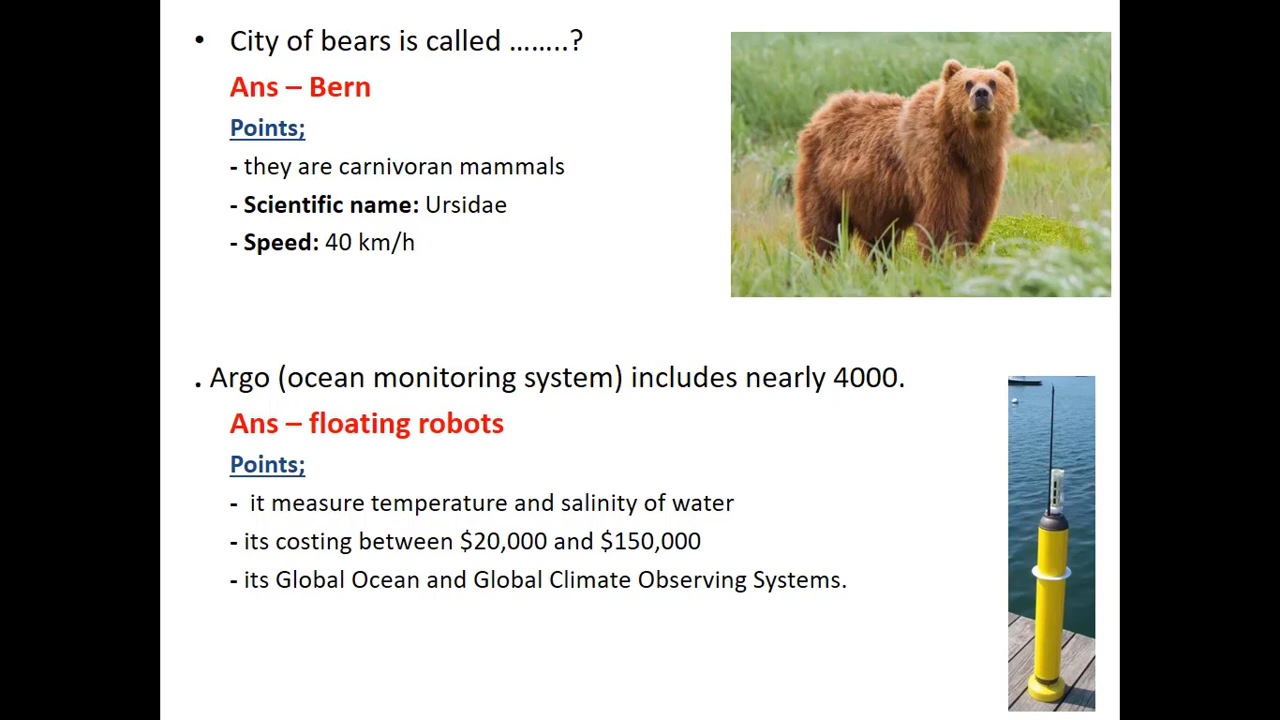 • City of bears is called ……..?
Ans – Bern
Points;
- they are carnivoran mammals
- Scientific name: Ursidae
- Speed: 40 km/h
. Argo (ocean monitoring system) includes nearly 4000.
Ans – floating robots
Points;
- it measure temperature and salinity of water
- its costing between $20,000 and $150,000
- its Global Ocean and Global Climate Observing Systems.